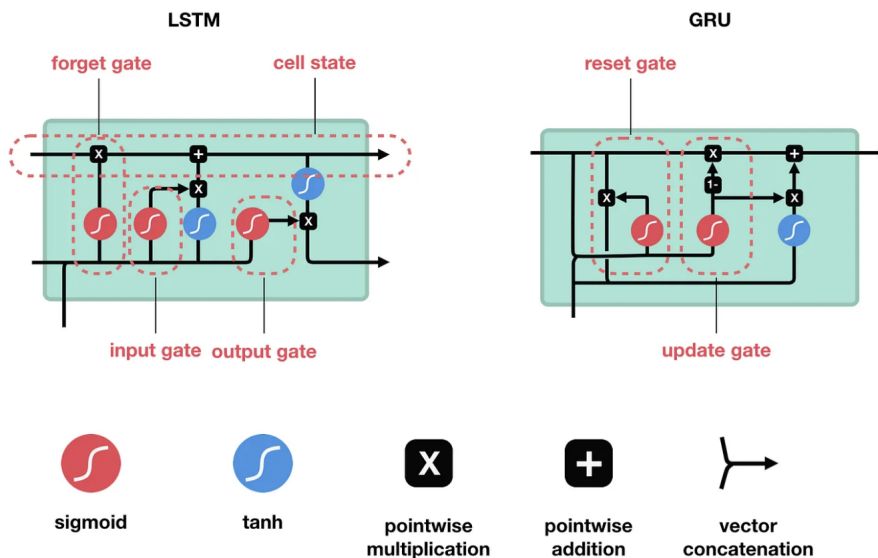 LSTM
GRU
forget gate
cell state
reset gate
x
+
x
x
+
x
1-
x
x
x
input gate
output gate
update gate
x
+
sigmoid
tanh
pointwise
multiplication
pointwise
addition
vector
concatenation